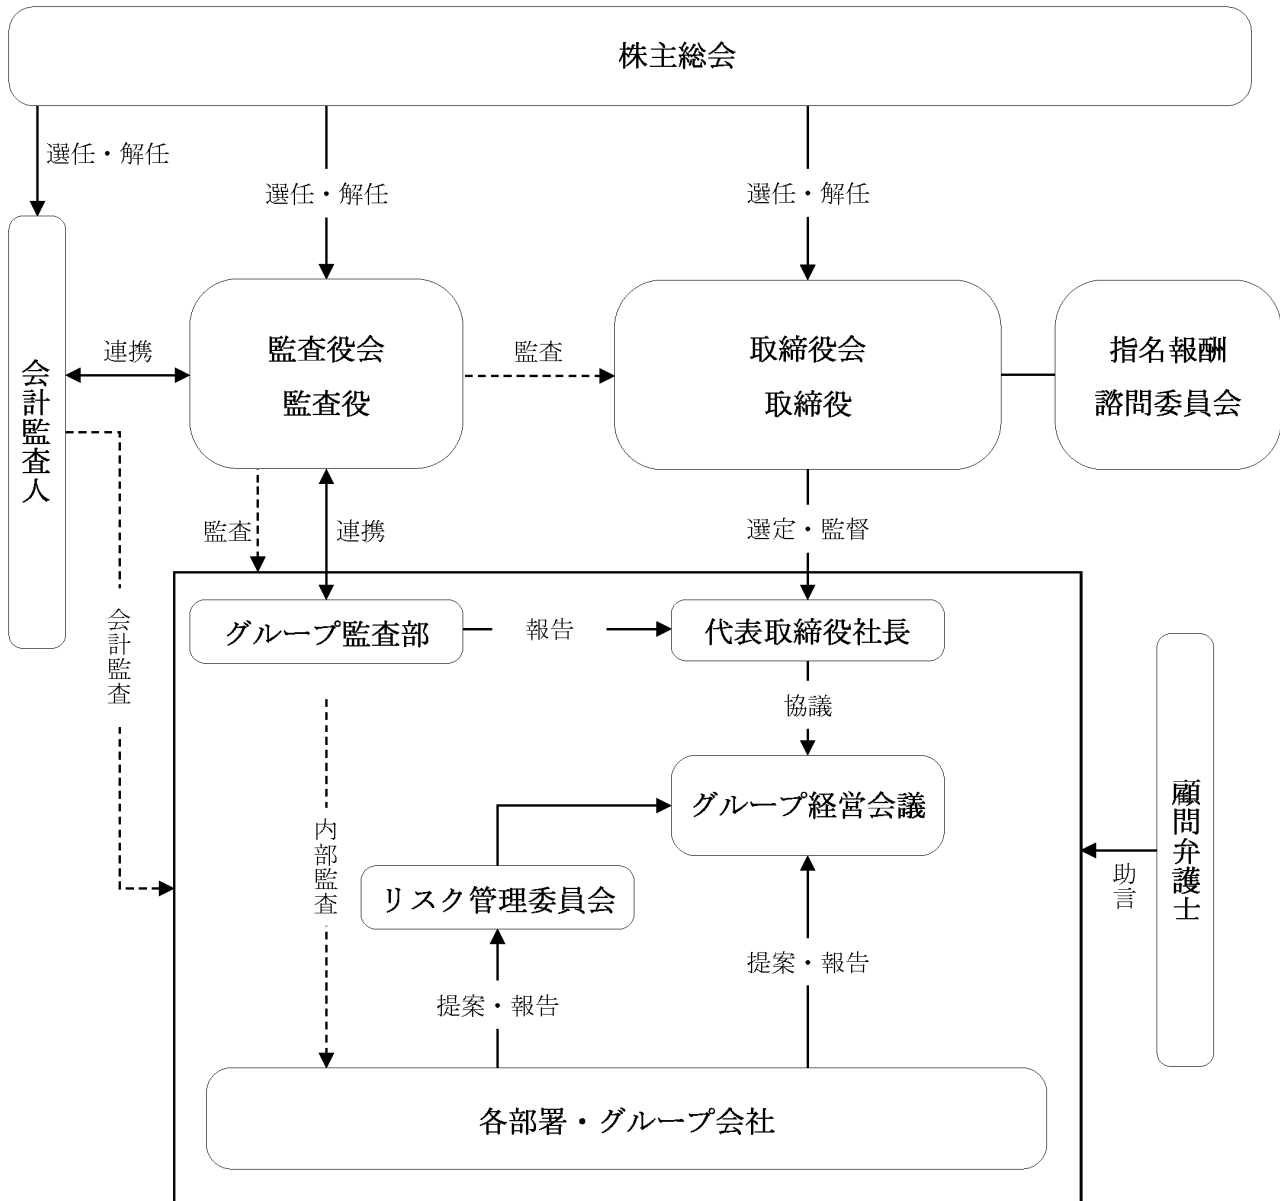 株主総会
選任・解任
選任・解任
選任・解任
会計監査人
連携
監査役会
監査役
監査
取締役会
取締役
指名報酬
諮問委員会
監査
連携
選定・監督
会計監査
グループ監査部
報告
代表取締役社長
協議
グループ経営会議
内部監査
リスク管理委員会
顧問弁護士
助言
提案・報告
提案・報告
各部署・グループ会社